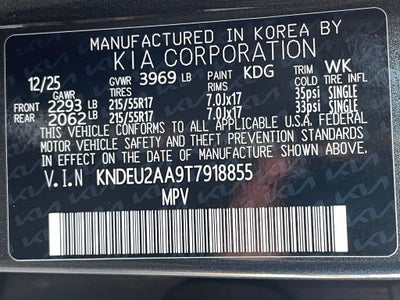 MANUFACTURED IN KOREA BY
KIA CORPORATION
12/25 GVWR 3969 LB PAINT KDG TRIM WK
GAWR TIRES RIMS COLD TIRE INFL
FRONT 2293 LB 215/55R17 7.0Jx17 35psi SINGLE
REAR 2062 LB 215/55R17 7.0Jx17 33psi SINGLE
THIS VEHICLE CONFORMS TO ALL APPLICABLE U.S.A FEDERAL
MOTOR VEHICLE SAFETY AND THEFT PREVENTION STANDARDS
IN EFFECT ON THE DATE OF MANUFACTURE SHOWN ABOVE.
V.I.N KNDEU2AA9T7918855
MPV